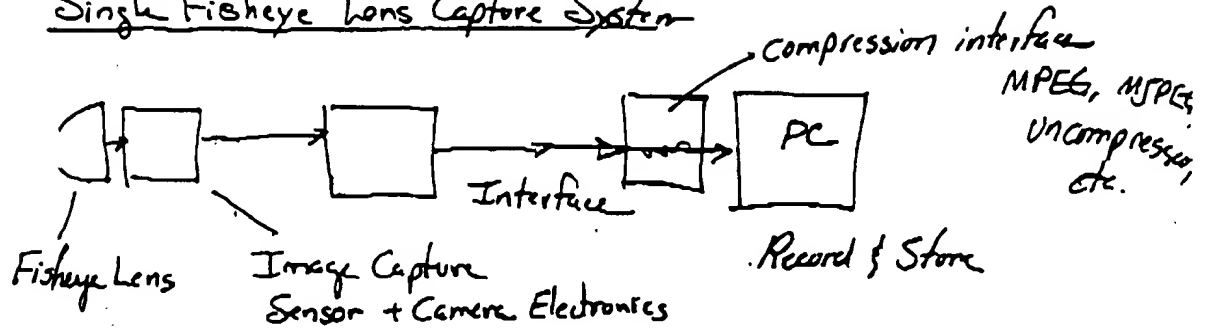 Single Fisheye Lens Capture System
compression interface
MPEG, MJPEG,
uncompressed,
etc.
PC
Interface
Record & Store
Fisheye Lens
Image Capture
Sensor + Camera Electronics